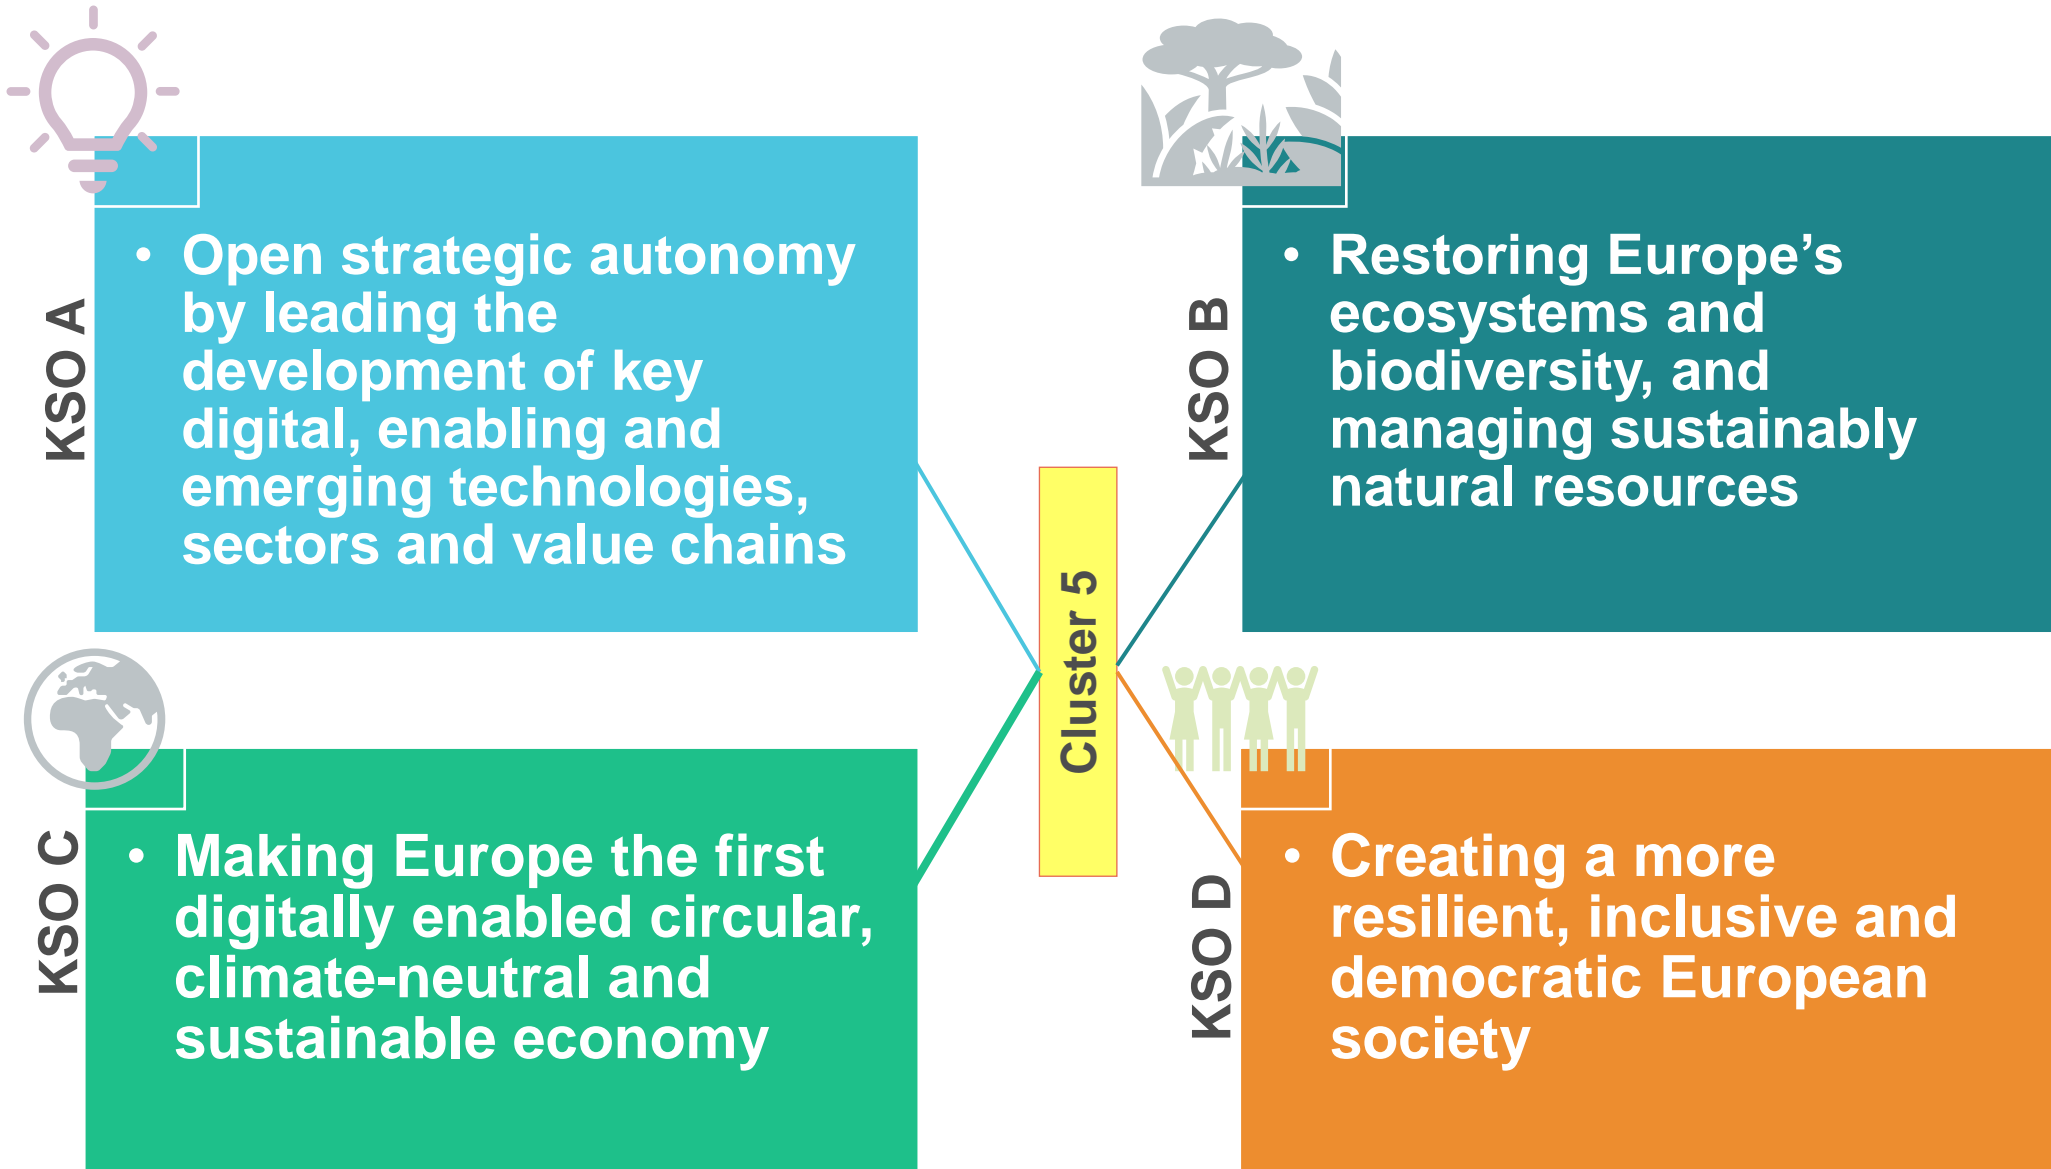 KSO A
• Open strategic autonomy
by leading the
development of key
digital, enabling and
emerging technologies,
sectors and value chains
KSO B
• Restoring Europe’s
ecosystems and
biodiversity, and
managing sustainably
natural resources
Cluster 5
KSO C
• Making Europe the first
digitally enabled circular,
climate-neutral and
sustainable economy
KSO D
• Creating a more
resilient, inclusive and
democratic European
society